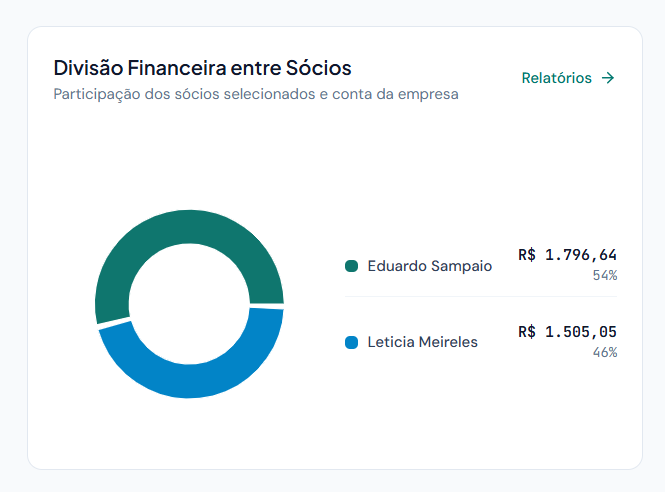 Divisão Financeira entre Sócios
Participação dos sócios selecionados e conta da empresa
Relatórios →
Eduardo Sampaio
R$ 1.796,64
54%
Leticia Meireles
R$ 1.505,05
46%